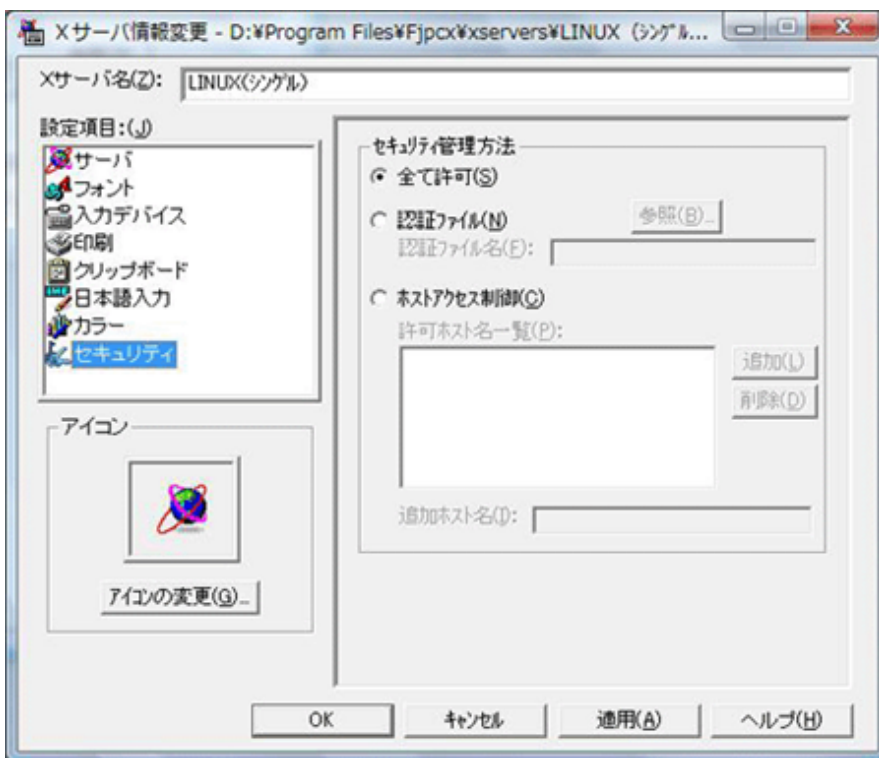 Xサーバ情報変更 - D:¥Program Files¥Fjpcx¥xservers¥LINUX (ｼﾝｸﾞﾙ...
Xサーバ名(Z): LINUX(ｼﾝｸﾞﾙ)
設定項目:(J)
サーバ
フォント
入力デバイス
印刷
クリップボード
日本語入力
カラー
セキュリティ
アイコン
ｱｲｺﾝの変更(G)...
ｾｷｭﾘﾃｨ管理方法
全て許可(S)
認証ﾌｧｲﾙ(N)
参照(B)...
認証ﾌｧｲﾙ名(F):
ﾎｽﾄｱｸｾｽ制御(C)
許可ﾎｽﾄ名一覧(P):
追加(L)
削除(D)
追加ﾎｽﾄ名(I):
OK
ｷｬﾝｾﾙ
適用(A)
ヘルプ(H)